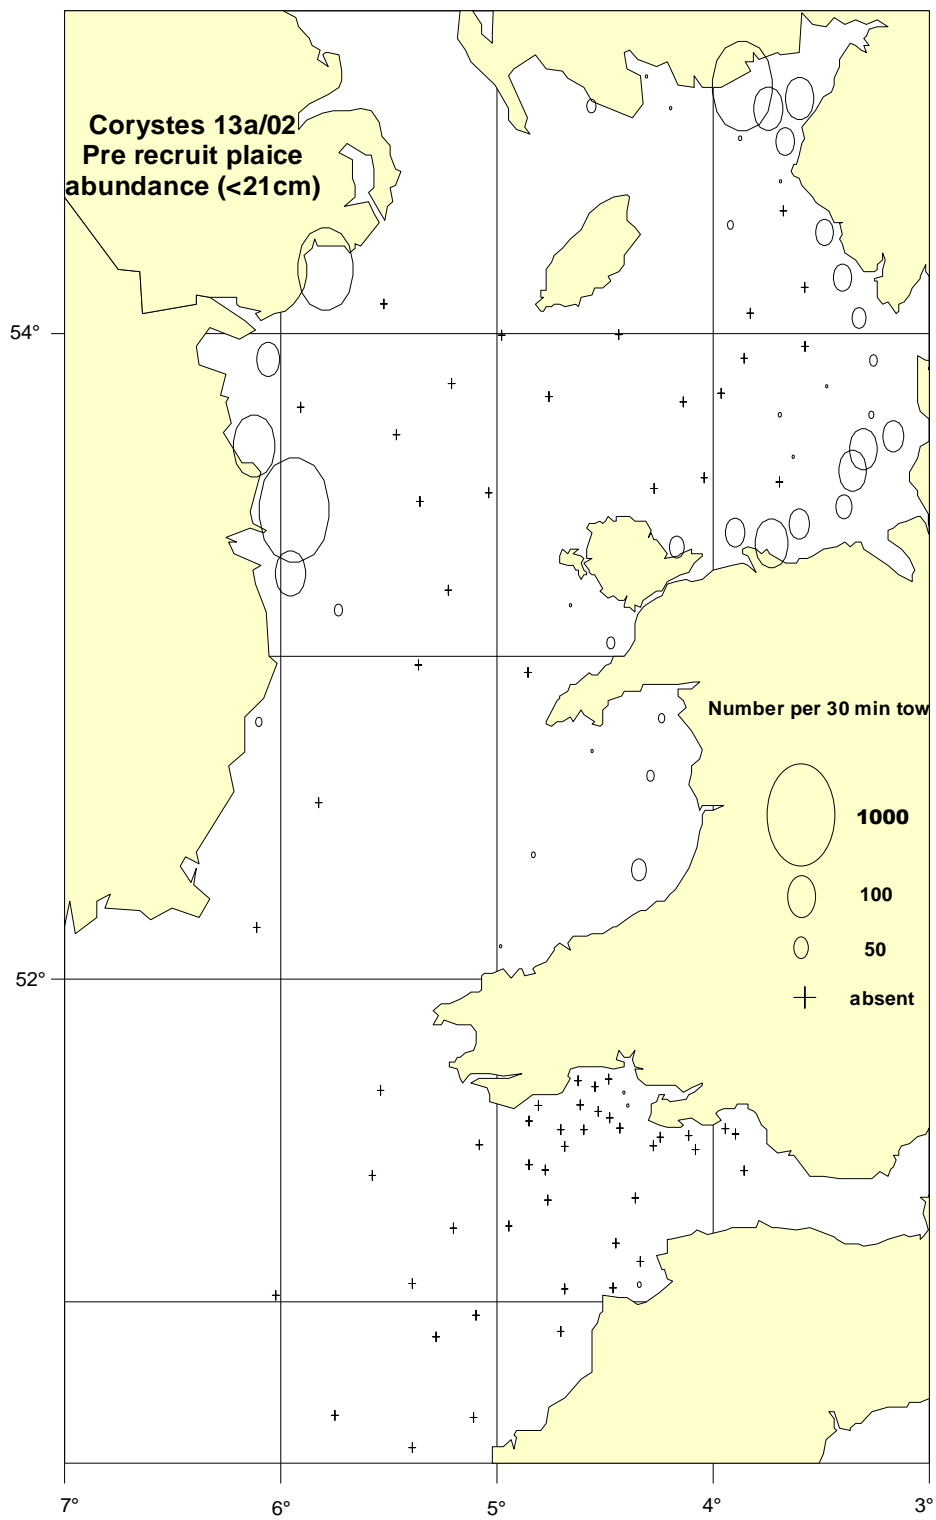 Corystes 13a/02
Pre recruit plaice
abundance (<21cm)
54°
Number per 30 min tow
1000
100
50
52°
absent
7°
6°
5°
4°
3°